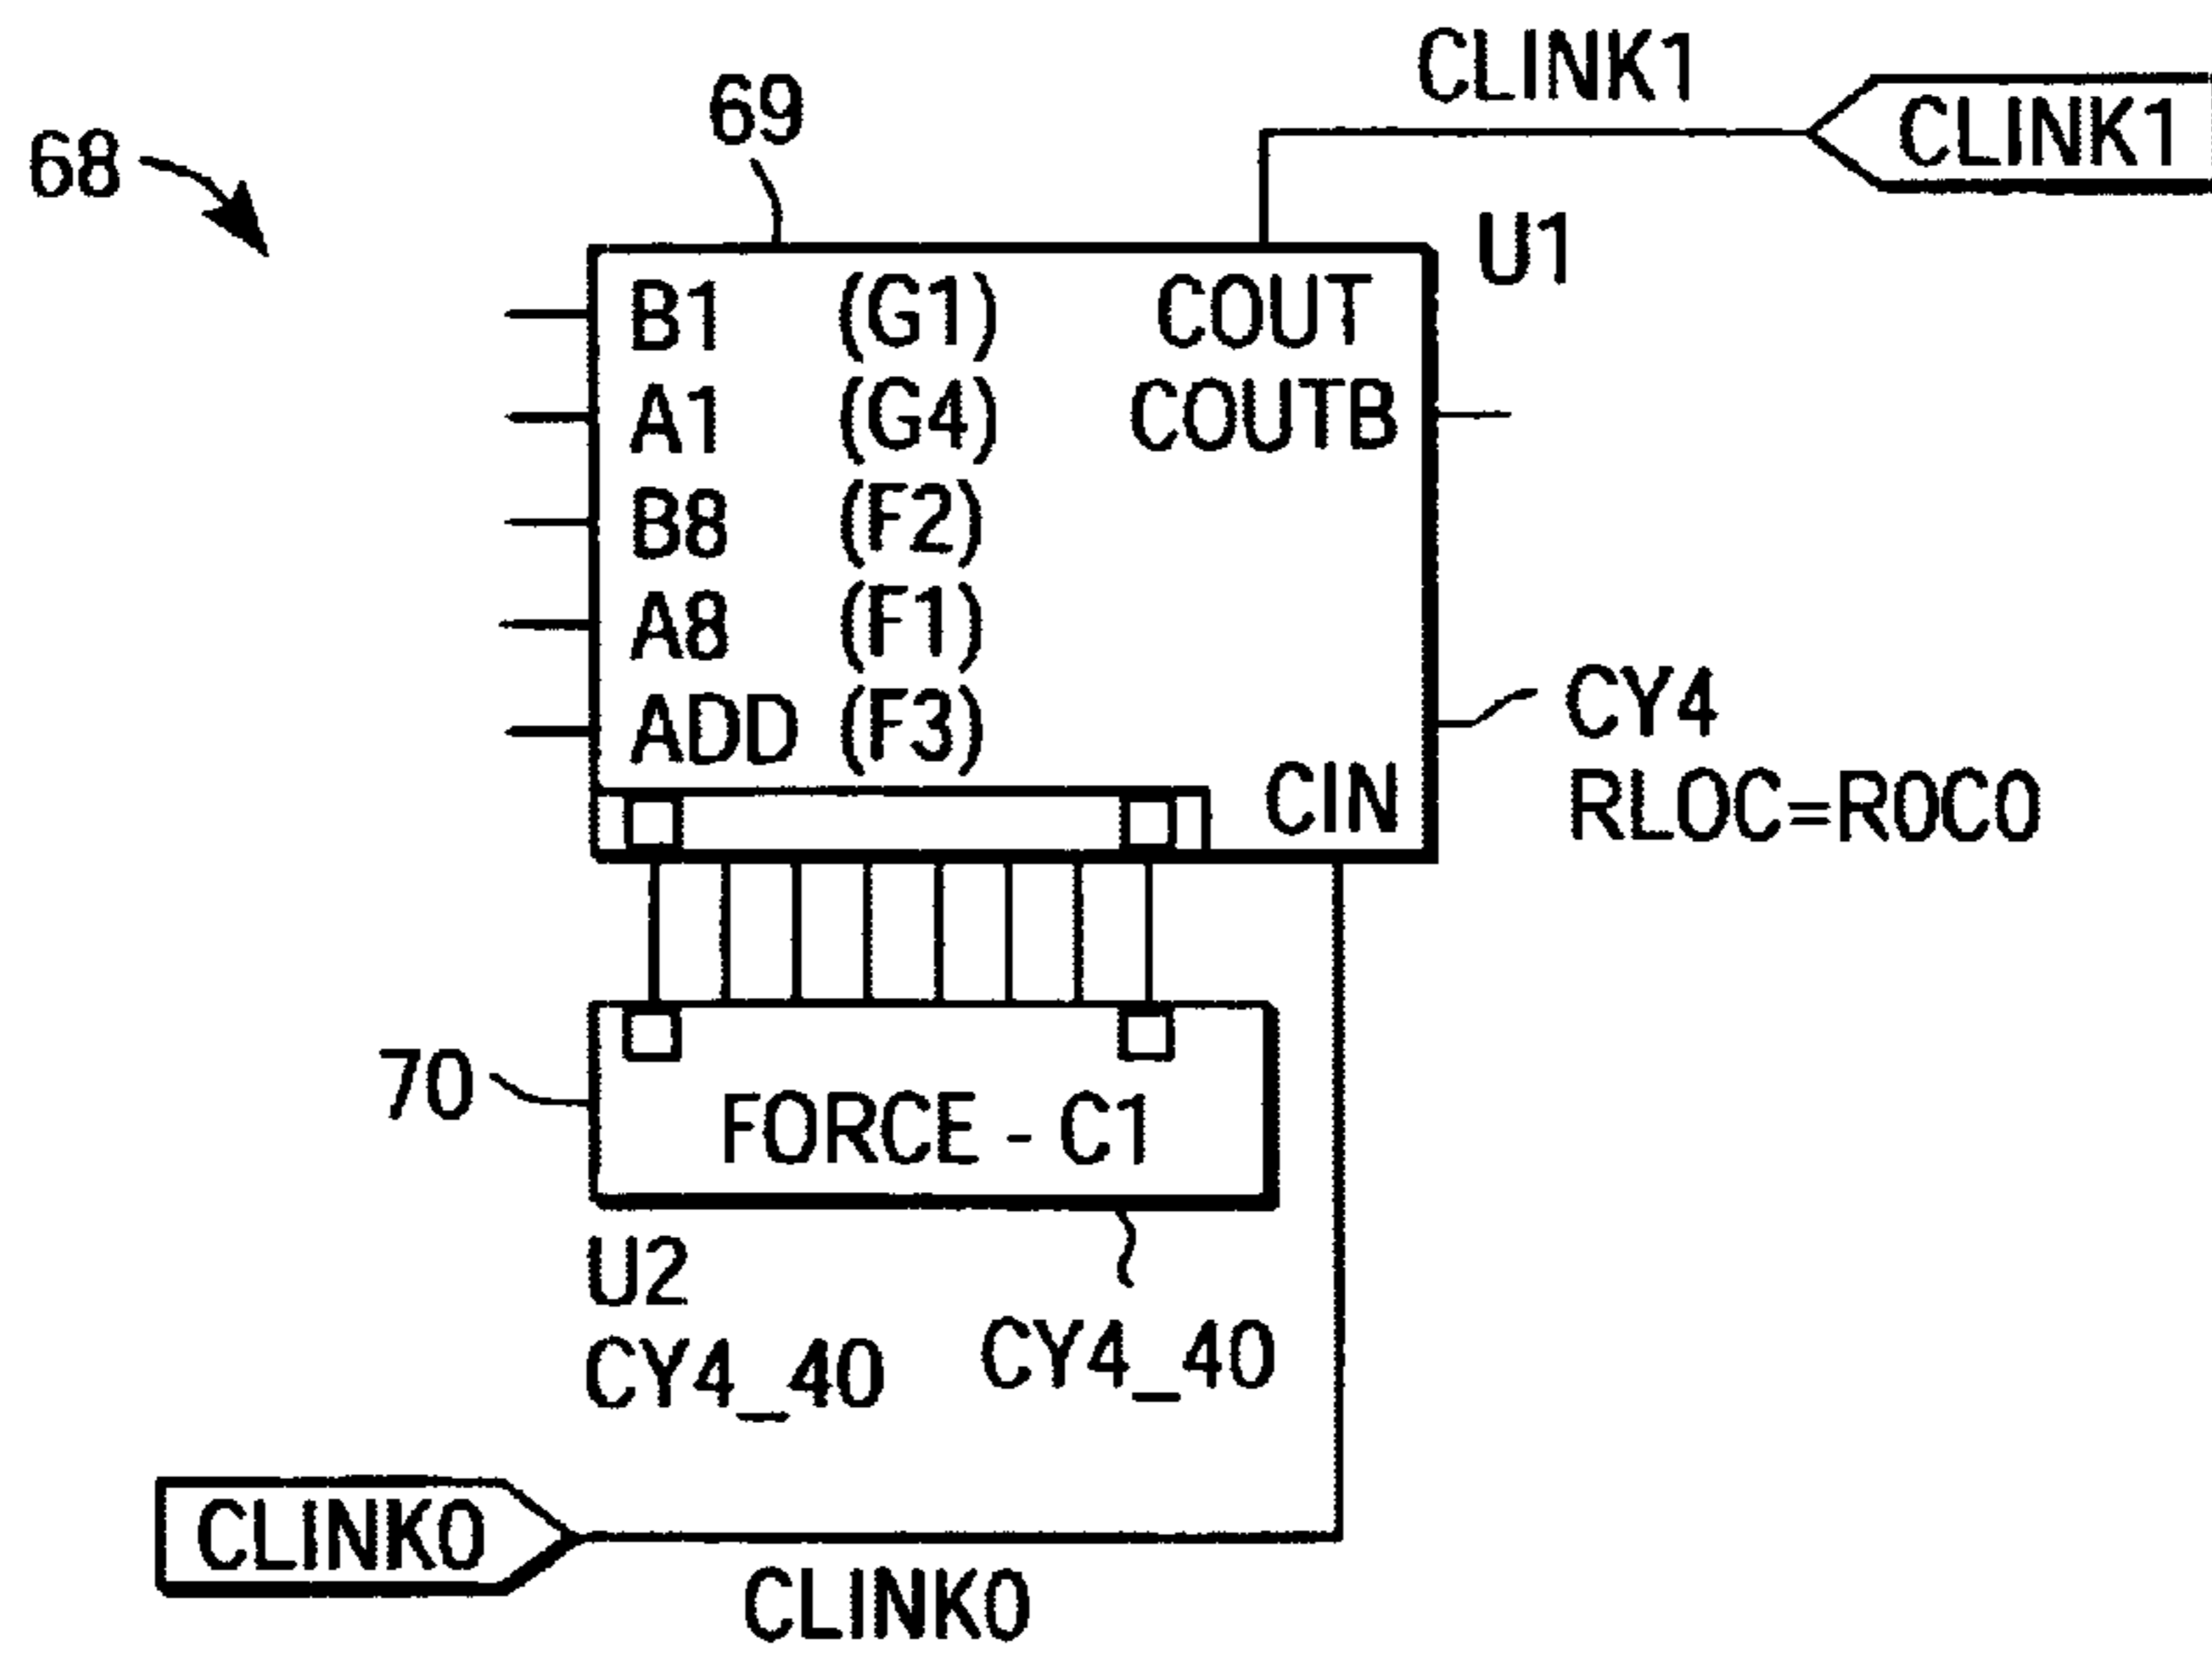 CLINK1
CLINK1
69
68
U1
B1 (G1) COUT
A1 (G4) COUTB
B8 (F2)
A8 (F1)
ADD (F3)
CIN
CY4
RLOC=R0C0
70
FORCE - C1
U2
CY4_40
CY4_40
CLINK0
CLINK0